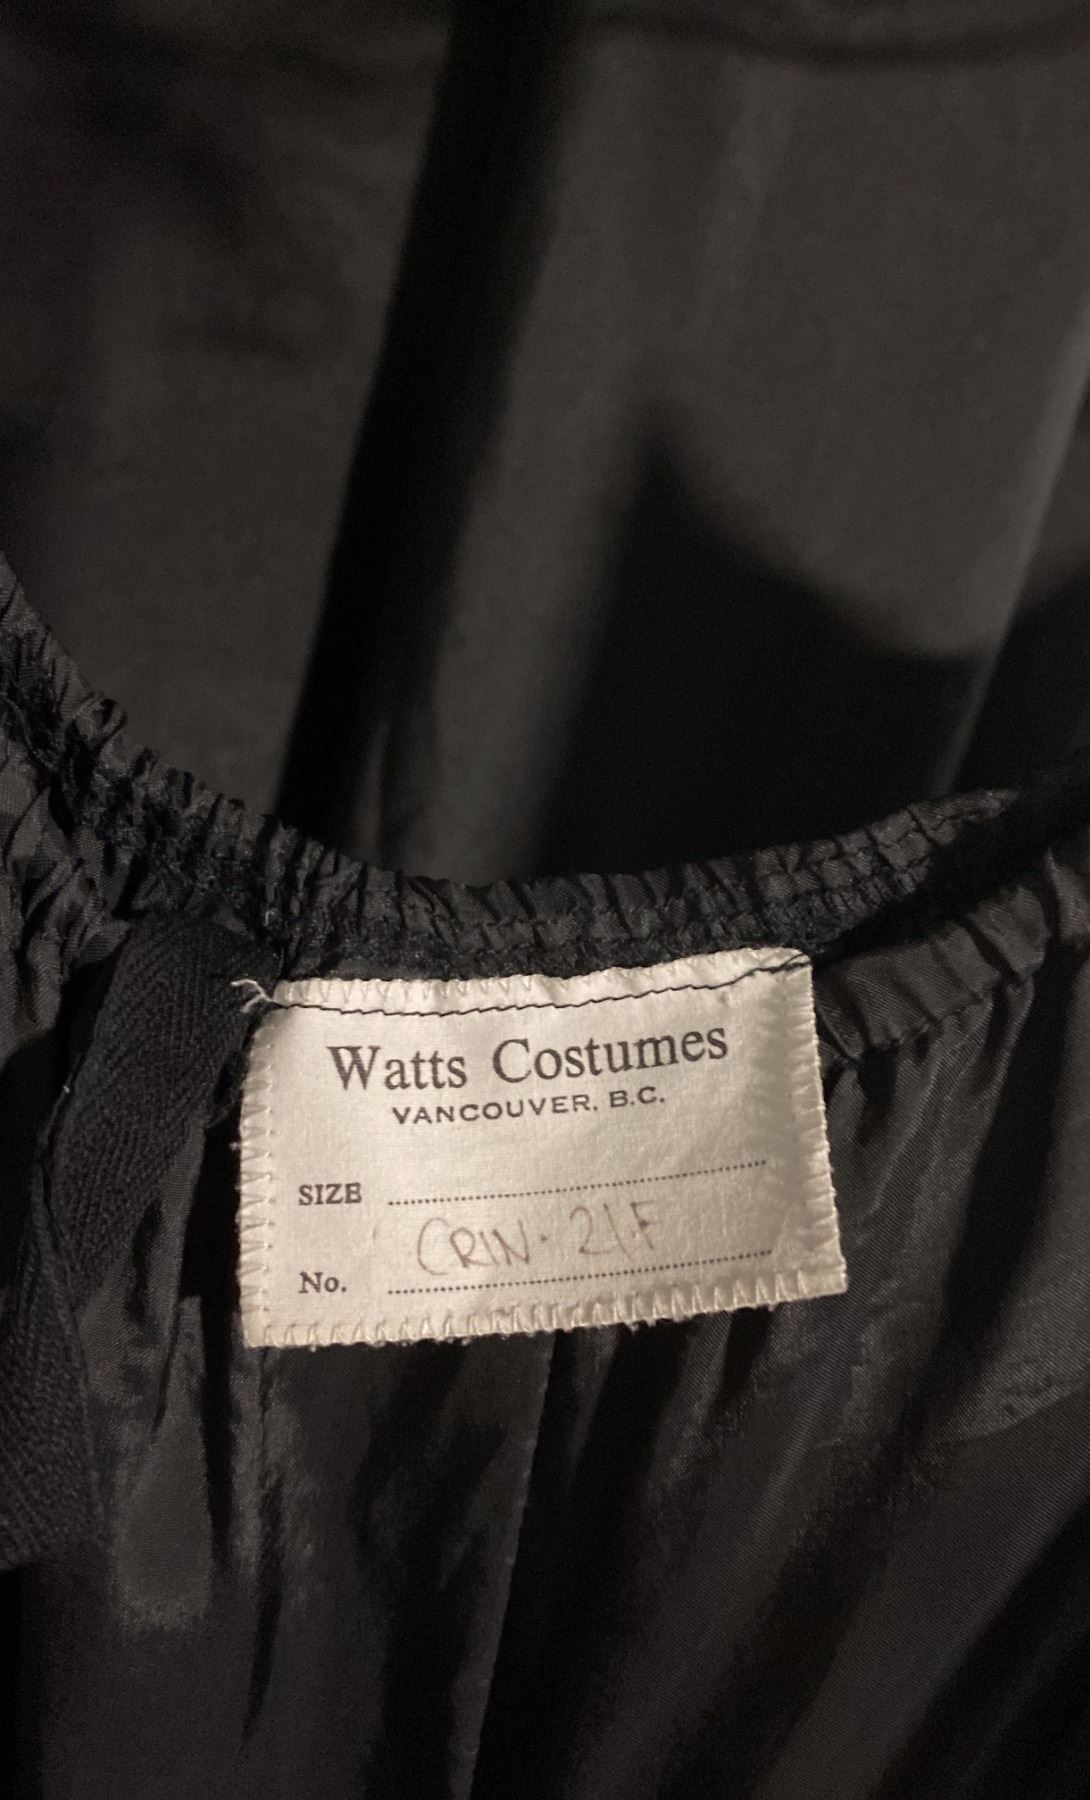 Watts Costumes
VANCOUVER, B.C.
SIZE
No. CRIN. 21F